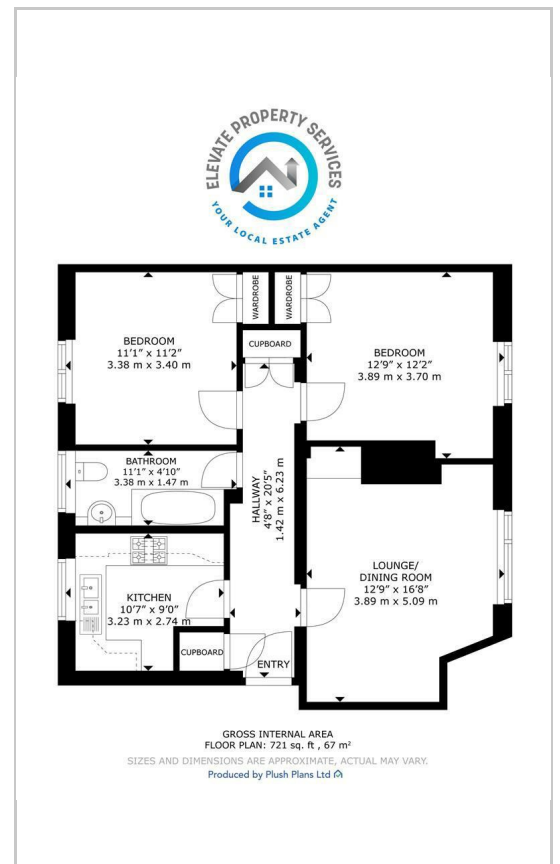 ELEVATE PROPERTY SERVICES
YOUR LOCAL ESTATE AGENT
WARDROBE
WARDROBE
BEDROOM
11'1" x 11'2"
3.38 m x 3.40 m
CUPBOARD
BEDROOM
12'9" x 12'2"
3.89 m x 3.70 m
BATHROOM
11'1" x 4'10"
3.38 m x 1.47 m
HALLWAY
4'8" x 20'5"
1.42 m x 6.23 m
LOUNGE/
DINING ROOM
12'9" x 16'8"
3.89 m x 5.09 m
KITCHEN
10'7" x 9'0"
3.23 m x 2.74 m
CUPBOARD
ENTRY
GROSS INTERNAL AREA
FLOOR PLAN: 721 sq. ft , 67 m²
SIZES AND DIMENSIONS ARE APPROXIMATE, ACTUAL MAY VARY.
Produced by Plush Plans Ltd